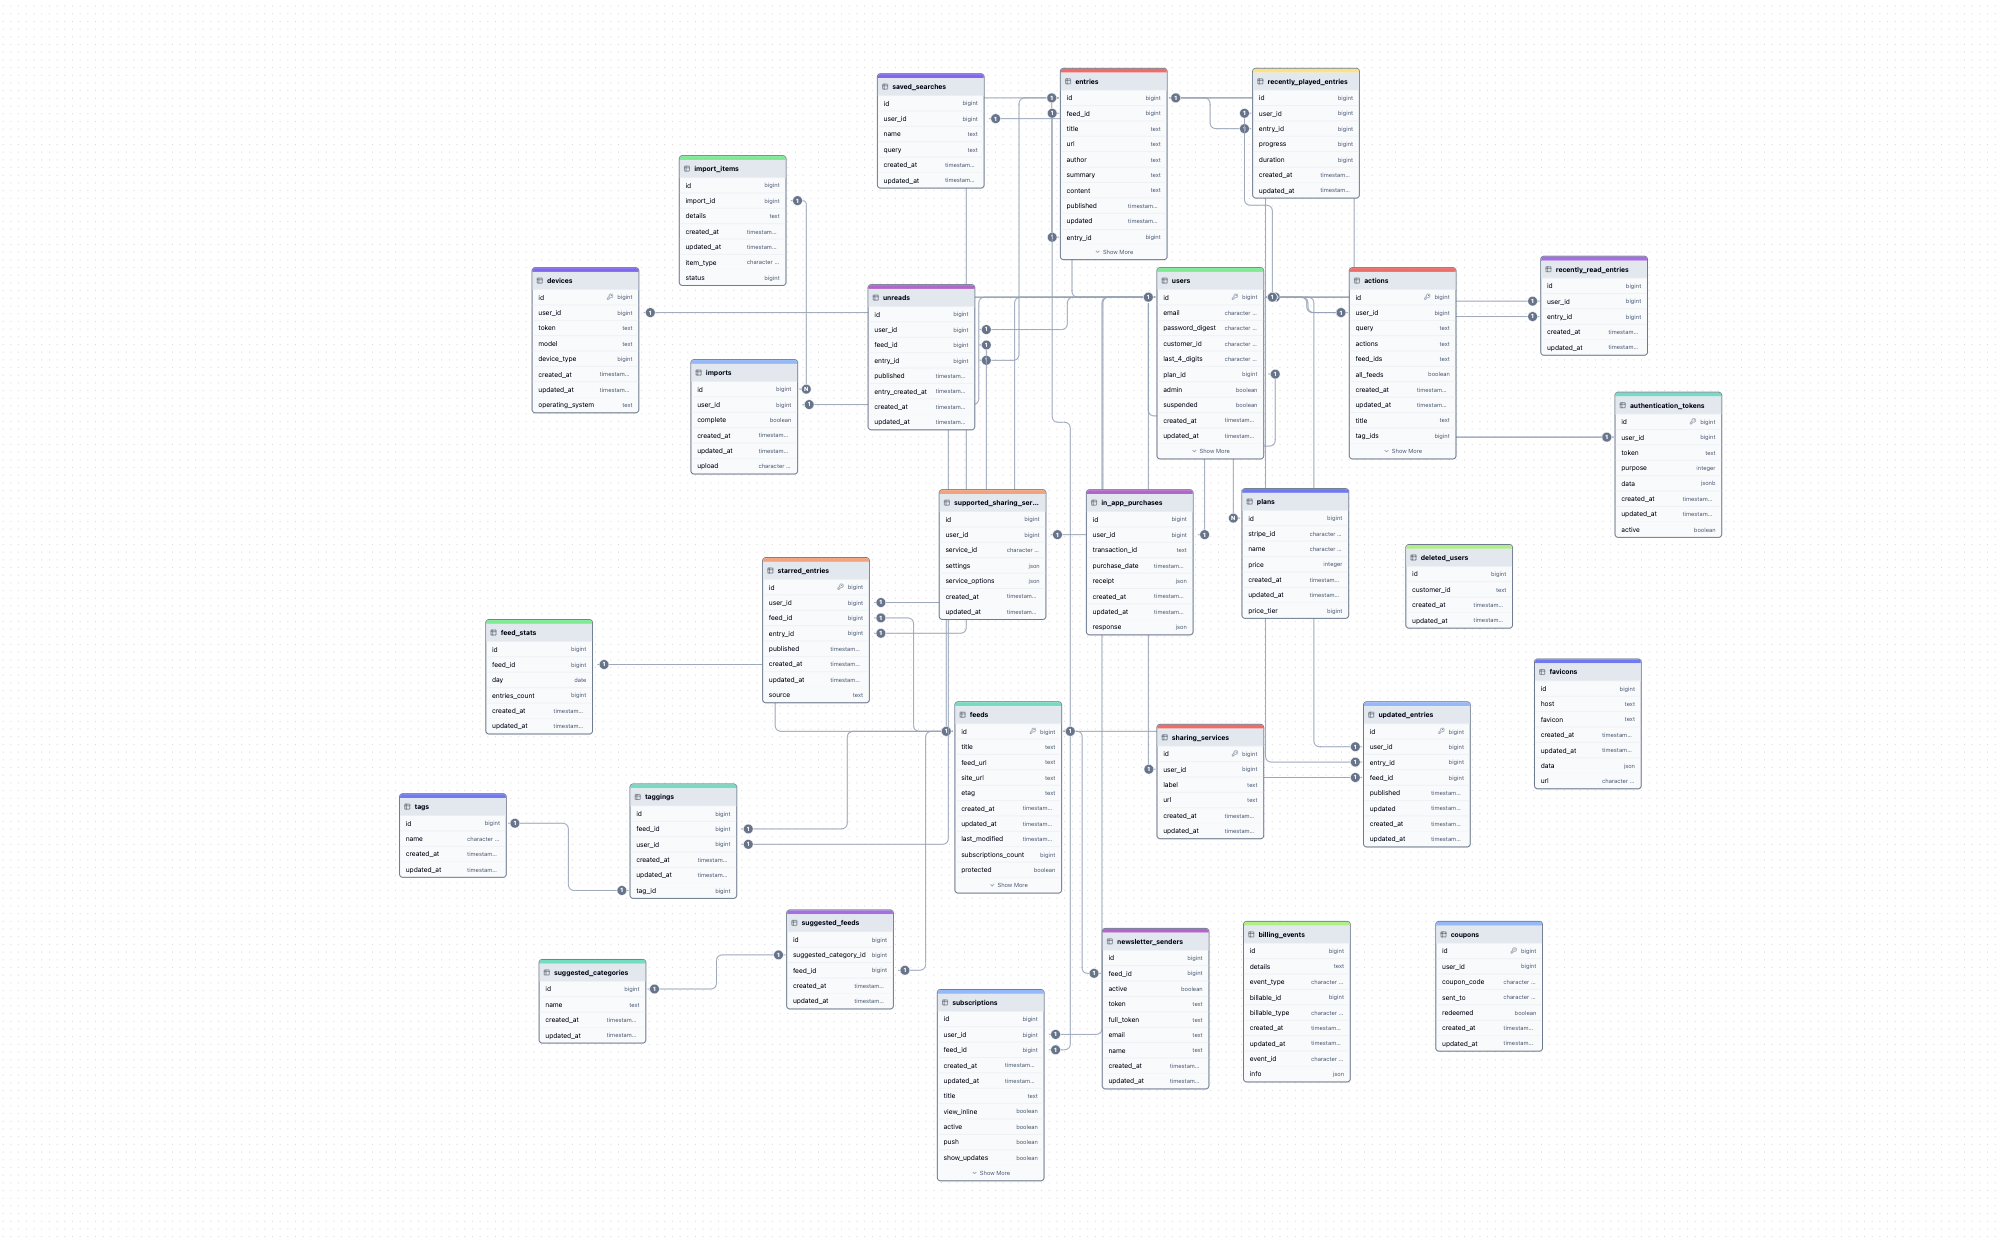 saved_searches
id bigint
user_id bigint
name text
query text
created_at timestam...
updated_at timestam...
entries
id bigint
feed_id bigint
title text
url text
author text
summary text
content text
published timestam...
updated timestam...
entry_id bigint
Show More
recently_played_entries
id bigint
user_id bigint
entry_id bigint
progress bigint
duration bigint
created_at timestam...
updated_at timestam...
import_items
id bigint
import_id bigint
details text
created_at timestam...
updated_at timestam...
item_type character ...
status bigint
devices
id bigint
user_id bigint
token text
model text
device_type bigint
created_at timestam...
updated_at timestam...
operating_system text
unreads
id bigint
user_id bigint
feed_id bigint
entry_id bigint
published timestam...
entry_created_at timestam...
created_at timestam...
updated_at timestam...
users
id bigint
email character ...
password_digest character ...
customer_id character ...
last_4_digits character ...
plan_id bigint
admin boolean
suspended boolean
created_at timestam...
updated_at timestam...
Show More
actions
id bigint
user_id bigint
query text
actions text
feed_ids text
all_feeds boolean
created_at timestam...
updated_at timestam...
title text
tag_ids bigint
Show More
recently_read_entries
id bigint
user_id bigint
entry_id bigint
created_at timestam...
updated_at timestam...
imports
id bigint
user_id bigint
complete boolean
created_at timestam...
updated_at timestam...
upload character ...
authentication_tokens
id bigint
user_id bigint
token text
purpose integer
data jsonb
created_at timestam...
updated_at timestam...
active boolean
supported_sharing_ser...
id bigint
user_id bigint
service_id character ...
settings json
service_options json
created_at timestam...
updated_at timestam...
in_app_purchases
id bigint
user_id bigint
transaction_id text
purchase_date timestam...
receipt json
created_at timestam...
updated_at timestam...
response json
plans
id bigint
stripe_id character ...
name character ...
price integer
created_at timestam...
updated_at timestam...
price_tier bigint
deleted_users
id bigint
customer_id text
created_at timestam...
updated_at timestam...
starred_entries
id bigint
user_id bigint
feed_id bigint
entry_id bigint
published timestam...
created_at timestam...
updated_at timestam...
source text
feed_stats
id bigint
feed_id bigint
day date
entries_count bigint
created_at timestam...
updated_at timestam...
favicons
id bigint
host text
favicon text
created_at timestam...
updated_at timestam...
data json
url character ...
feeds
id bigint
title text
feed_url text
site_url text
etag text
created_at timestam...
updated_at timestam...
last_modified timestam...
subscriptions_count bigint
protected boolean
Show More
sharing_services
id bigint
user_id bigint
label text
url text
created_at timestam...
updated_at timestam...
updated_entries
id bigint
user_id bigint
entry_id bigint
feed_id bigint
published timestam...
updated timestam...
created_at timestam...
updated_at timestam...
tags
id bigint
name character ...
created_at timestam...
updated_at timestam...
taggings
id bigint
feed_id bigint
user_id bigint
created_at timestam...
updated_at timestam...
tag_id bigint
suggested_feeds
id bigint
suggested_category_id bigint
feed_id bigint
created_at timestam...
updated_at timestam...
suggested_categories
id bigint
name text
created_at timestam...
updated_at timestam...
newsletter_senders
id bigint
feed_id bigint
active boolean
token text
full_token text
email text
name text
created_at timestam...
updated_at timestam...
billing_events
id bigint
details text
event_type character ...
billable_id bigint
billable_type character ...
created_at timestam...
updated_at timestam...
event_id character ...
info json
coupons
id bigint
user_id bigint
coupon_code character ...
sent_to character ...
redeemed boolean
created_at timestam...
updated_at timestam...
subscriptions
id bigint
user_id bigint
feed_id bigint
created_at timestam...
updated_at timestam...
title text
view_inline boolean
active boolean
push boolean
show_updates boolean
Show More